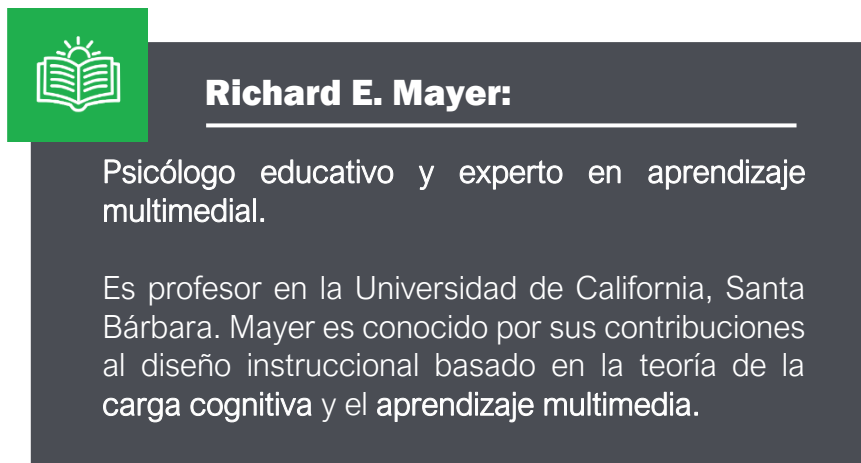 Richard E. Mayer:
Psicólogo educativo y experto en aprendizaje
multimedial.
Es profesor en la Universidad de California, Santa
Bárbara. Mayer es conocido por sus contribuciones
al diseño instruccional basado en la teoría de la
carga cognitiva y el aprendizaje multimedia.